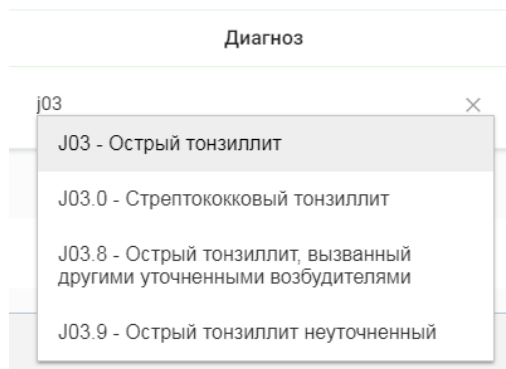 Диагноз
j03
J03 - Острый тонзиллит
J03.0 - Стрептококковый тонзиллит
J03.8 - Острый тонзиллит, вызванный
другими уточненными возбудителями
J03.9 - Острый тонзиллит неуточненный